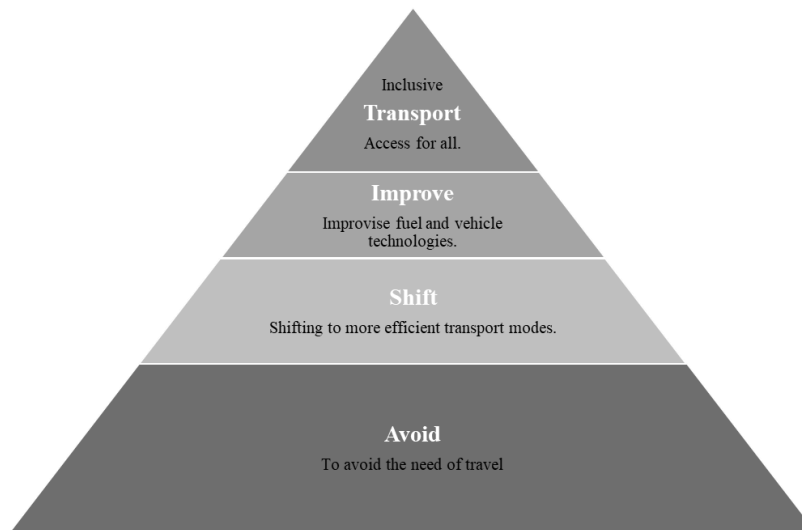 Inclusive
Transport
Access for all.
Improve
Improvise fuel and vehicle
technologies.
Shift
Shifting to more efficient transport modes.
Avoid
To avoid the need of travel